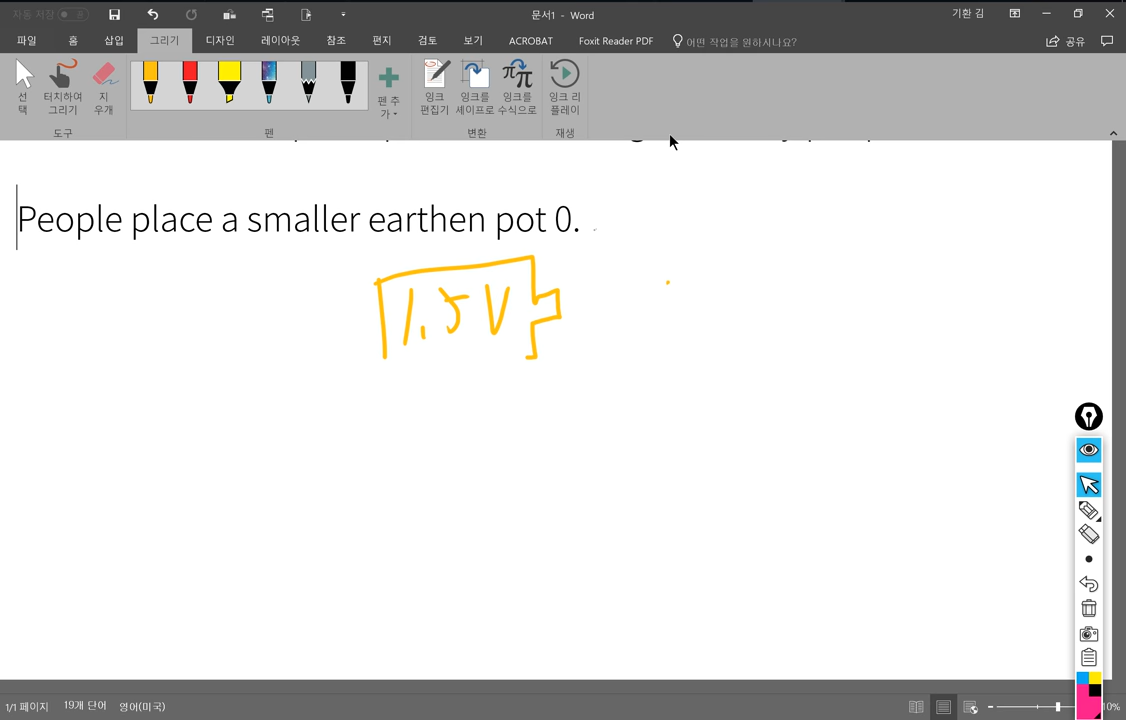 자동 저장
문서1 - Word
기환 김
파일 홈 삽입 그리기 디자인 레이아웃 참조 편지 검토 보기 ACROBAT Foxit Reader PDF 어떤 작업을 원하시나요? 공유
선택
터치하여 그리기
지우개
펜 추가
잉크 편집기
잉크를 셰이프로
잉크를 수식으로
잉크 리플레이
도구 펜 변환 재생
People place a smaller earthen pot 0.
1.5V
1/1 페이지 19개 단어 영어(미국)